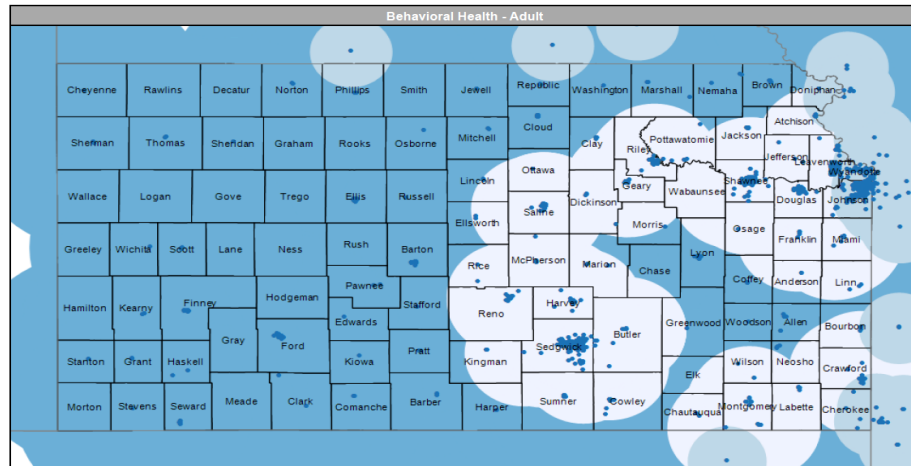 Behavioral Health - Adult
Cheyenne Rawlins Decatur Norton Phillips Smith Jewell Republic Washington Marshall Nemaha Brown Doniphan
Sherman Thomas Sheridan Graham Rooks Osborne Mitchell Cloud Clay Riley Pottawatomie Jackson Atchison
Jefferson Leavenworth
Wallace Logan Gove Trego Ellis Russell Lincoln Ottawa Geary Wabaunsee Shawnee Wyandotte
Saline Dickinson Douglas Johnson
Greeley Wichita Scott Lane Ness Rush Barton Ellsworth Morris Osage
McPherson Marion Chase Lyon Franklin Miami
Rice Coffey Anderson Linn
Hamilton Kearny Finney Hodgeman Pawnee Stafford Reno Harvey
Gray Ford Edwards Sedgwick Butler Greenwood Woodson Allen Bourbon
Stanton Grant Haskell Kiowa Pratt Kingman Elk Wilson Neosho Crawford
Morton Stevens Seward Meade Clark Comanche Barber Harper Sumner Cowley Chautauqua Montgomery Labette Cherokee